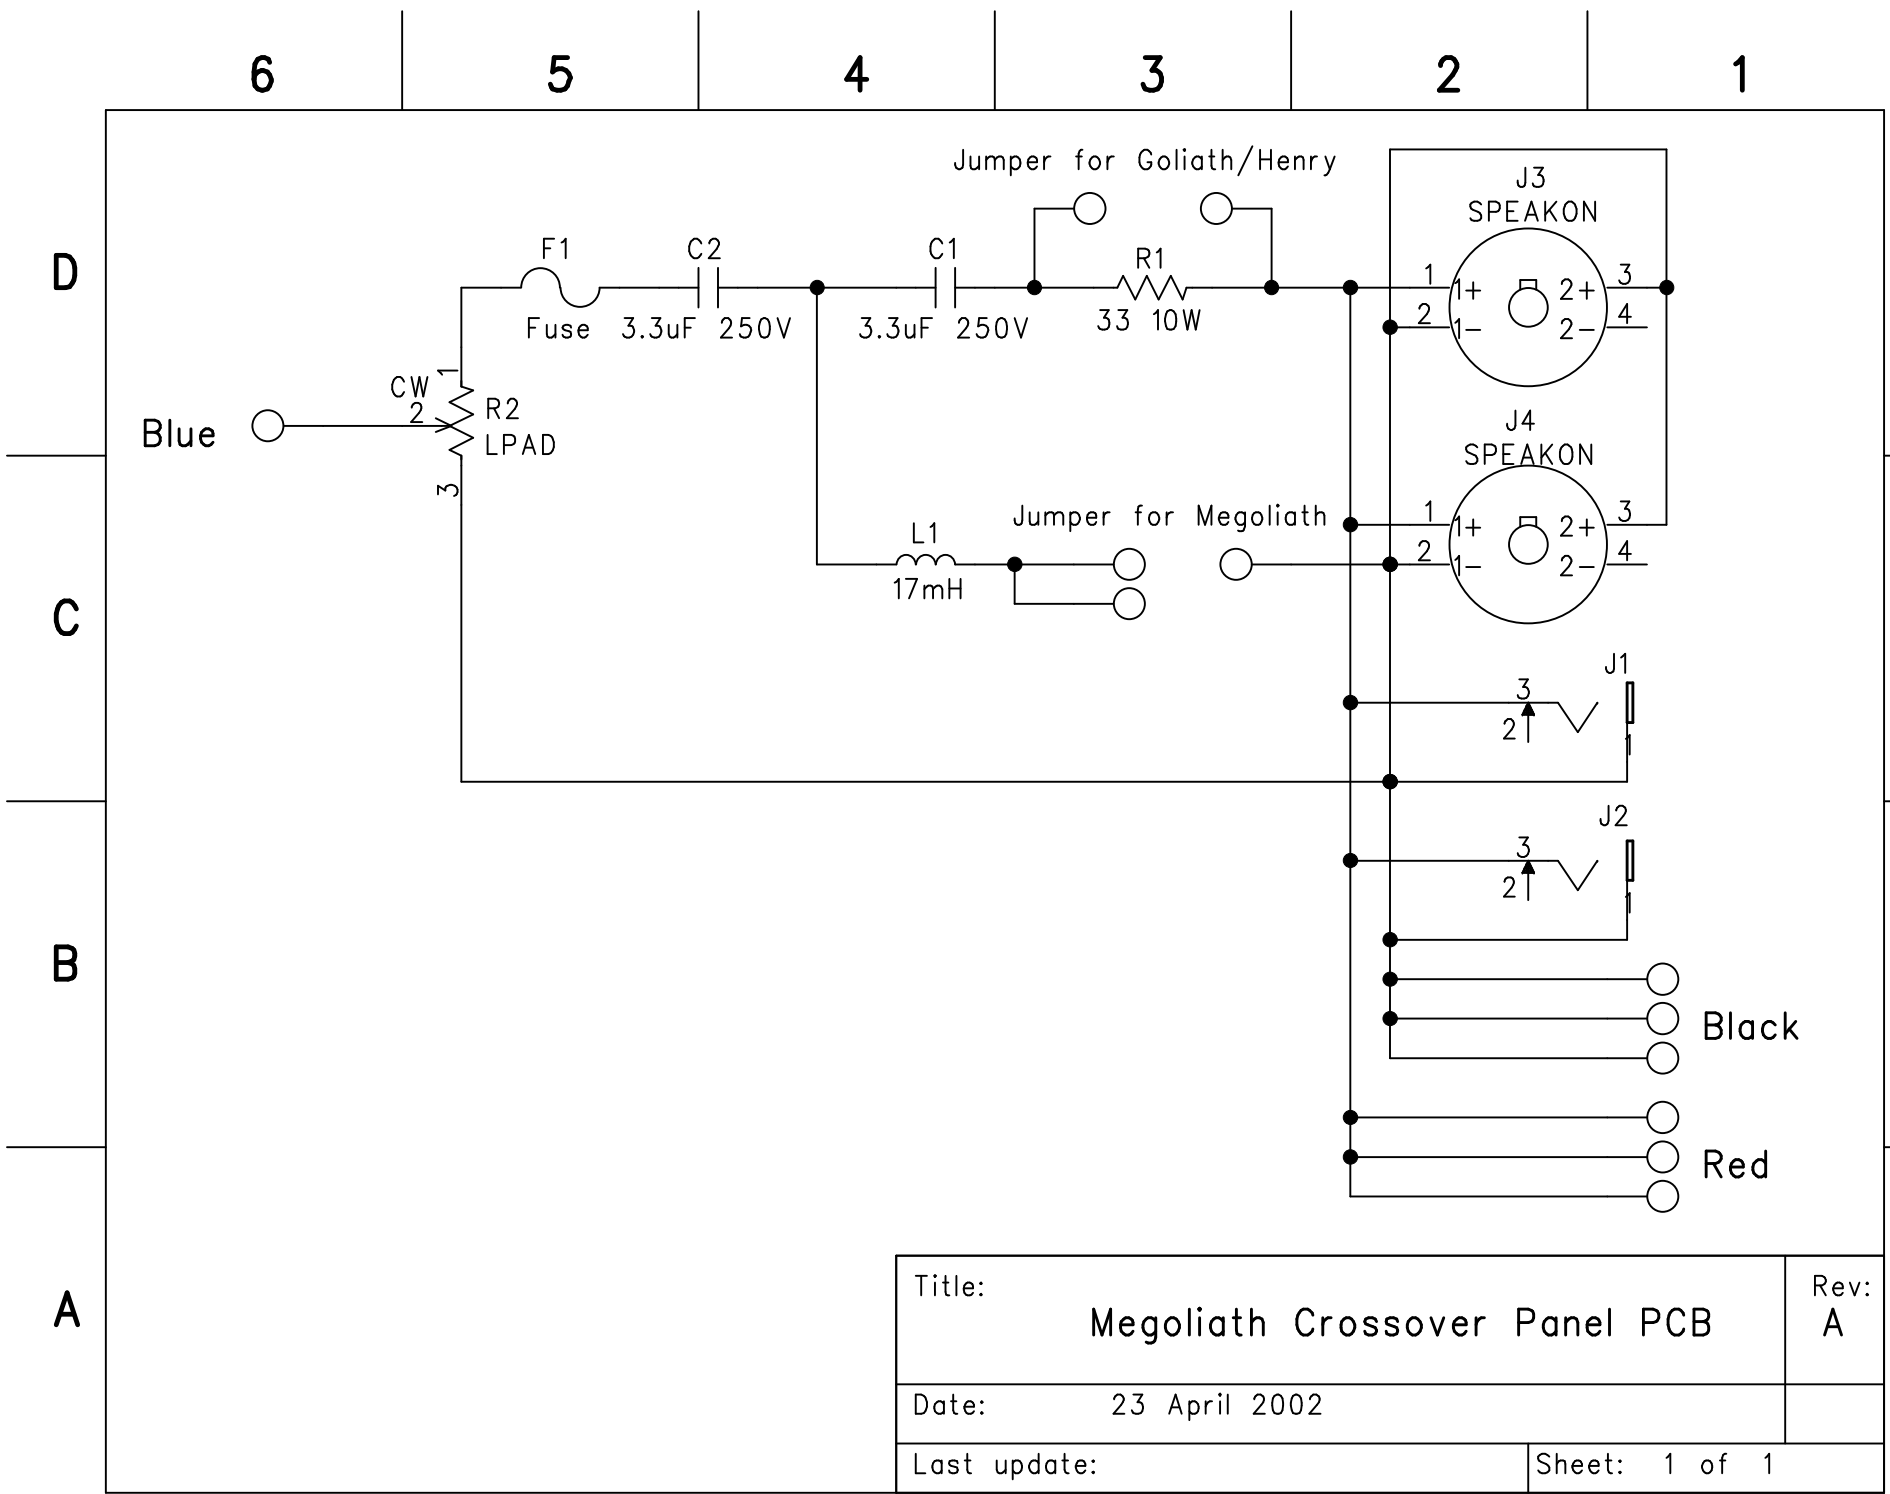 6 5 4 3 2 1
D
C
B
A
Jumper for Goliath/Henry
J3
SPEAKON
F1
Fuse
C2
3.3uF 250V
C1
3.3uF 250V
R1
33 10W
1 1+ 2+ 3
2 1- 2- 4
CW
1
2
3
R2
LPAD
Blue
J4
SPEAKON
Jumper for Megoliath
1 1+ 2+ 3
2 1- 2- 4
L1
17mH
J1
3
2
1
J2
3
2
1
Black
Red
Title:
Megoliath Crossover Panel PCB
Rev:
A
Date: 23 April 2002
Last update:
Sheet: 1 of 1